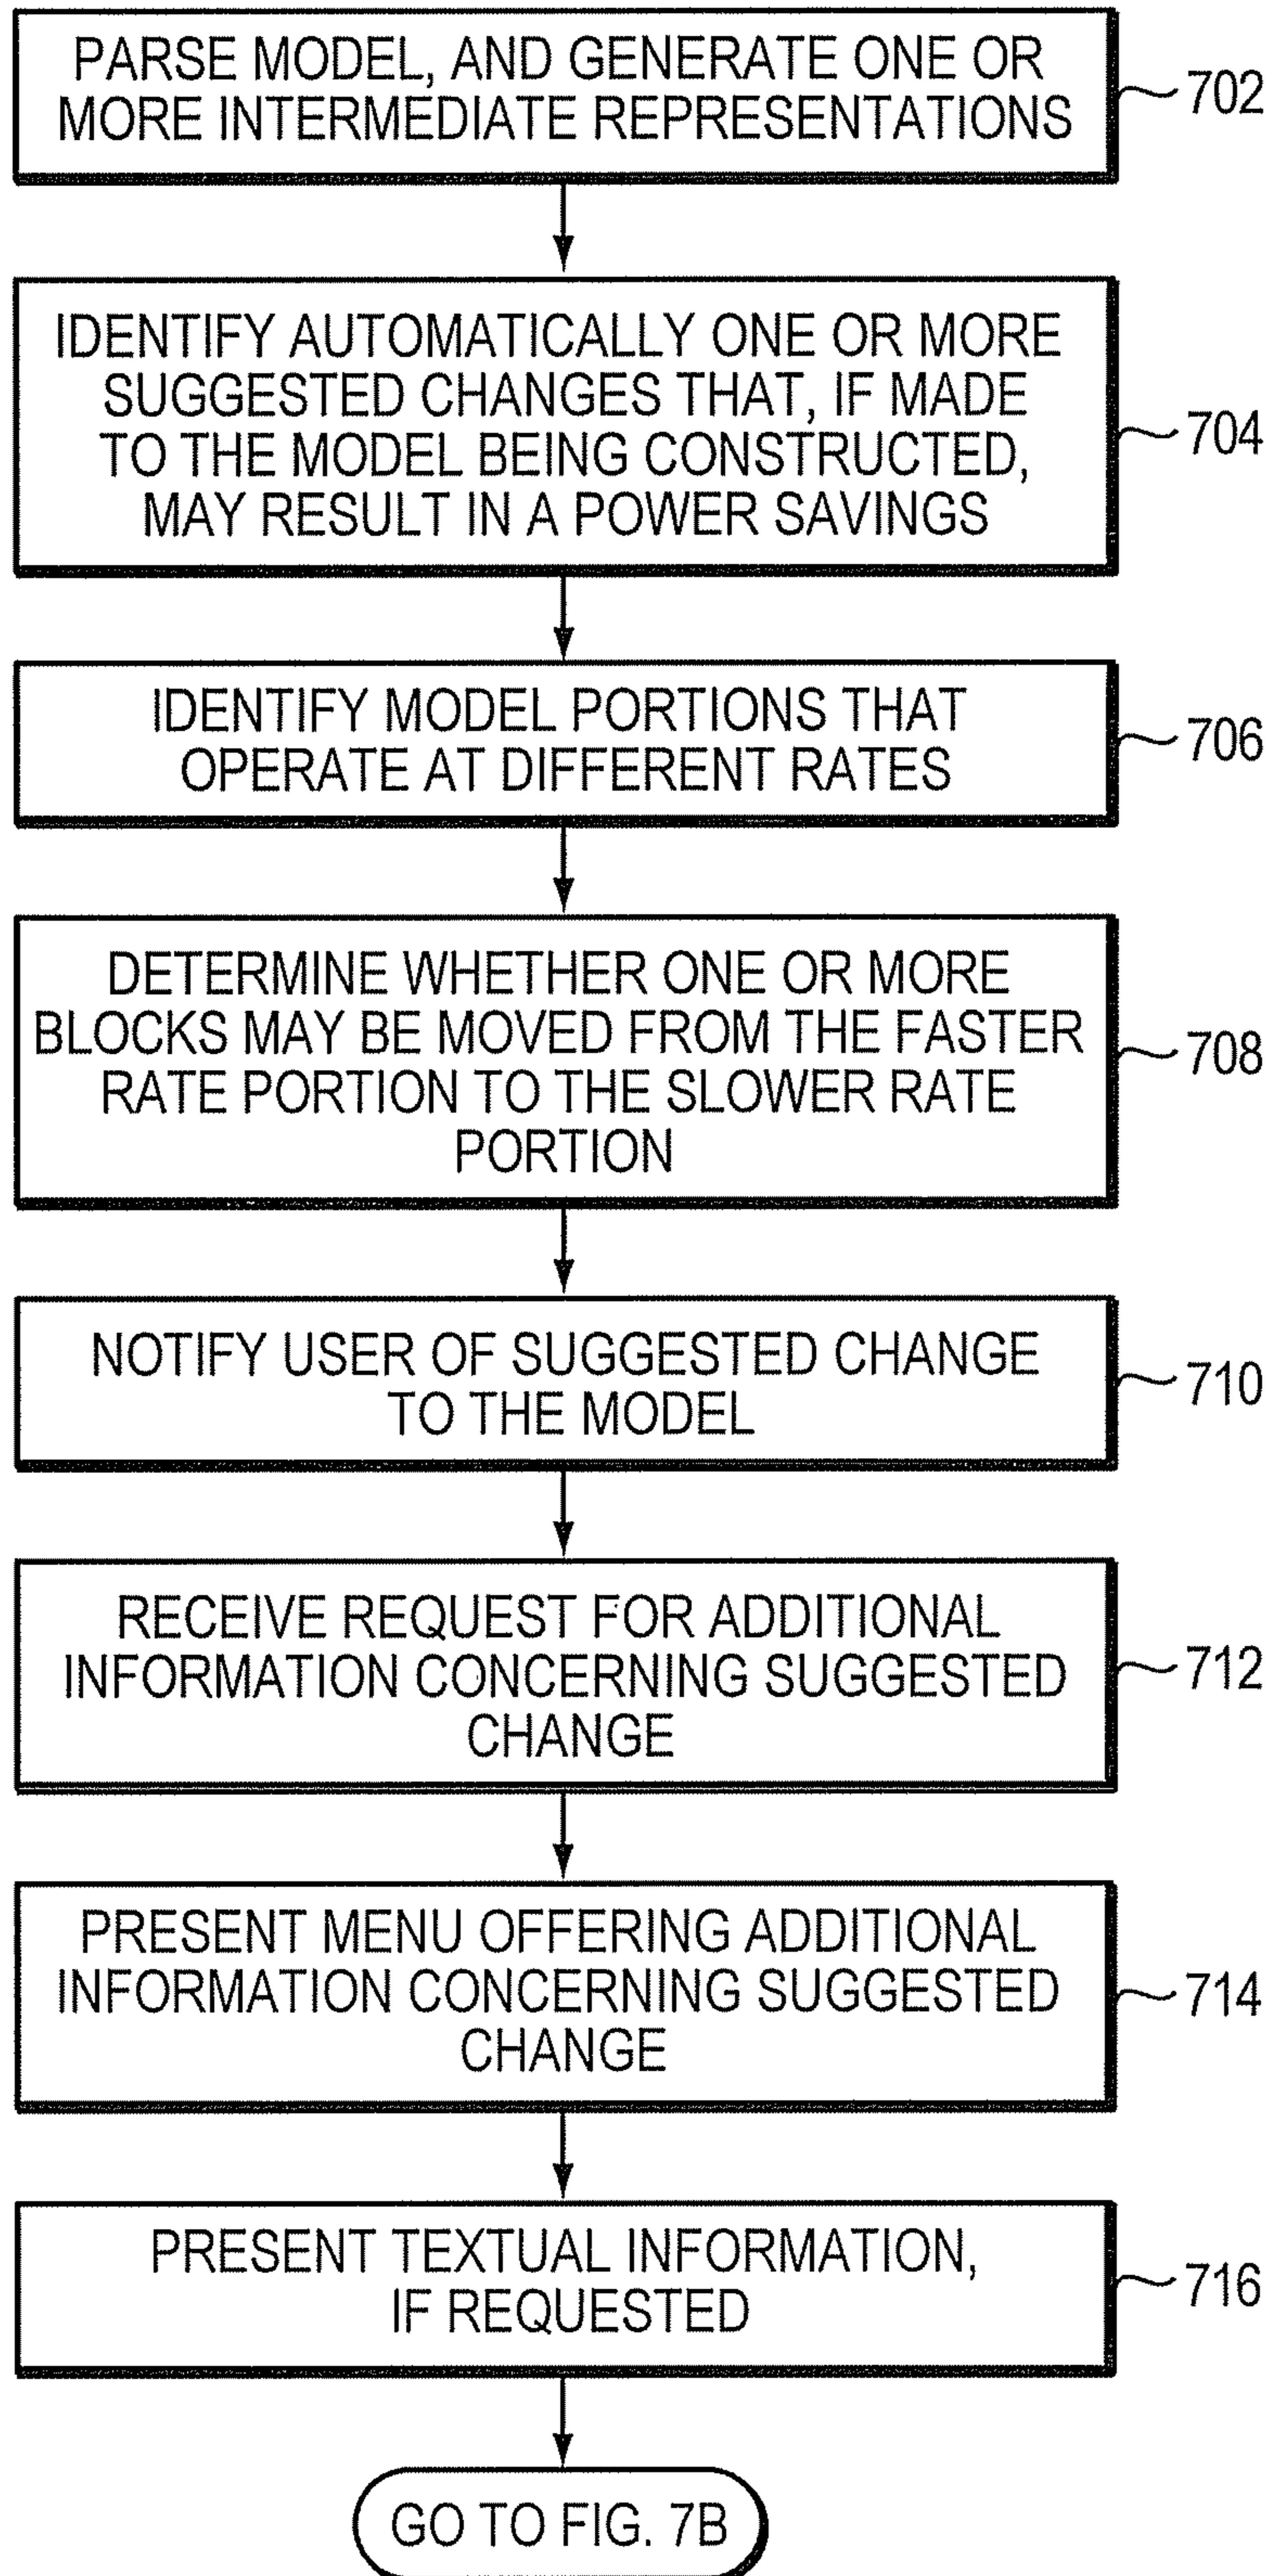 PARSE MODEL, AND GENERATE ONE OR
MORE INTERMEDIATE REPRESENTATIONS
702
IDENTIFY AUTOMATICALLY ONE OR MORE
SUGGESTED CHANGES THAT, IF MADE
TO THE MODEL BEING CONSTRUCTED,
MAY RESULT IN A POWER SAVINGS
704
IDENTIFY MODEL PORTIONS THAT
OPERATE AT DIFFERENT RATES
706
DETERMINE WHETHER ONE OR MORE
BLOCKS MAY BE MOVED FROM THE FASTER
RATE PORTION TO THE SLOWER RATE
PORTION
708
NOTIFY USER OF SUGGESTED CHANGE
TO THE MODEL
710
RECEIVE REQUEST FOR ADDITIONAL
INFORMATION CONCERNING SUGGESTED
CHANGE
712
PRESENT MENU OFFERING ADDITIONAL
INFORMATION CONCERNING SUGGESTED
CHANGE
714
PRESENT TEXTUAL INFORMATION,
IF REQUESTED
716
GO TO FIG. 7B